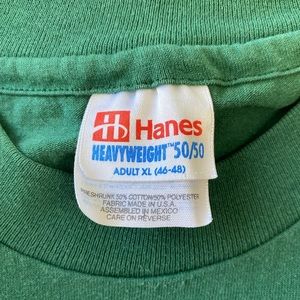 Hanes
HEAVYWEIGHT™ 50/50
ADULT XL (46-48)
PRESHRUNK 50% COTTON/50% POLYESTER
FABRIC MADE IN U.S.A.
ASSEMBLED IN MEXICO
CARE ON REVERSE